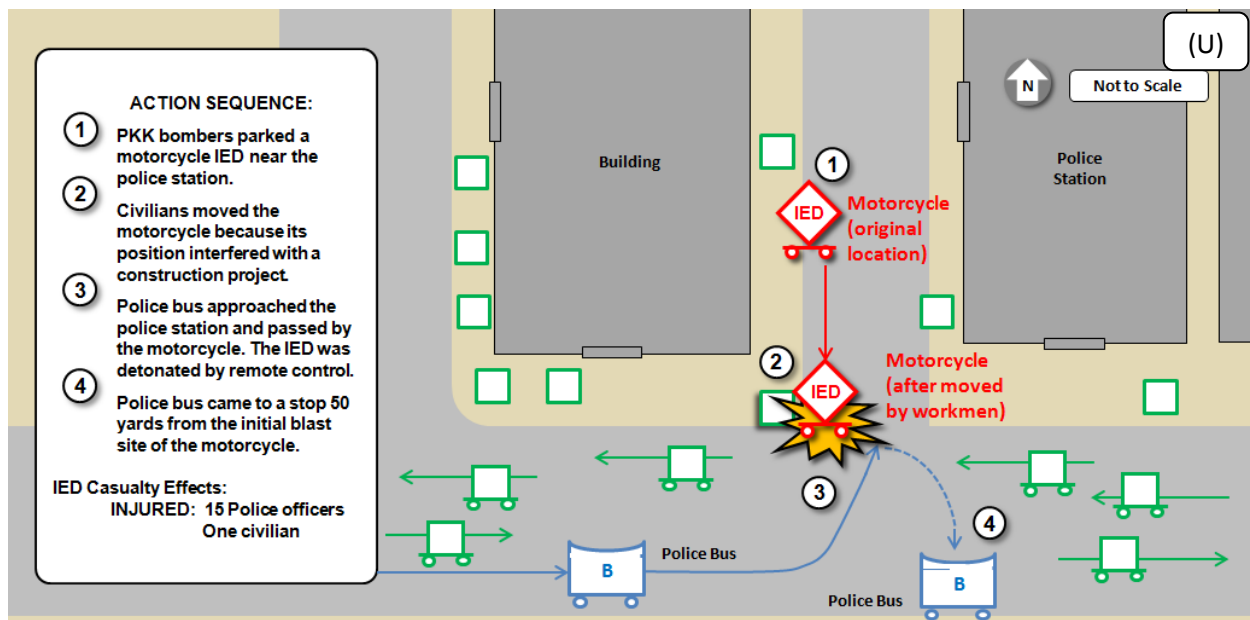 (U)
N
Not to Scale
ACTION SEQUENCE:
1
PKK bombers parked a
motorcycle IED near the
police station.
2
Civilians moved the
motorcycle because its
position interfered with a
construction project.
3
Police bus approached the
police station and passed by
the motorcycle. The IED was
detonated by remote control.
4
Police bus came to a stop 50
yards from the initial blast
site of the motorcycle.
IED Casualty Effects:
INJURED: 15 Police officers
One civilian
Building
Police
Station
1
IED
Motorcycle
(original
location)
2
IED
Motorcycle
(after moved
by workmen)
3
4
Police Bus
B
Police Bus
B